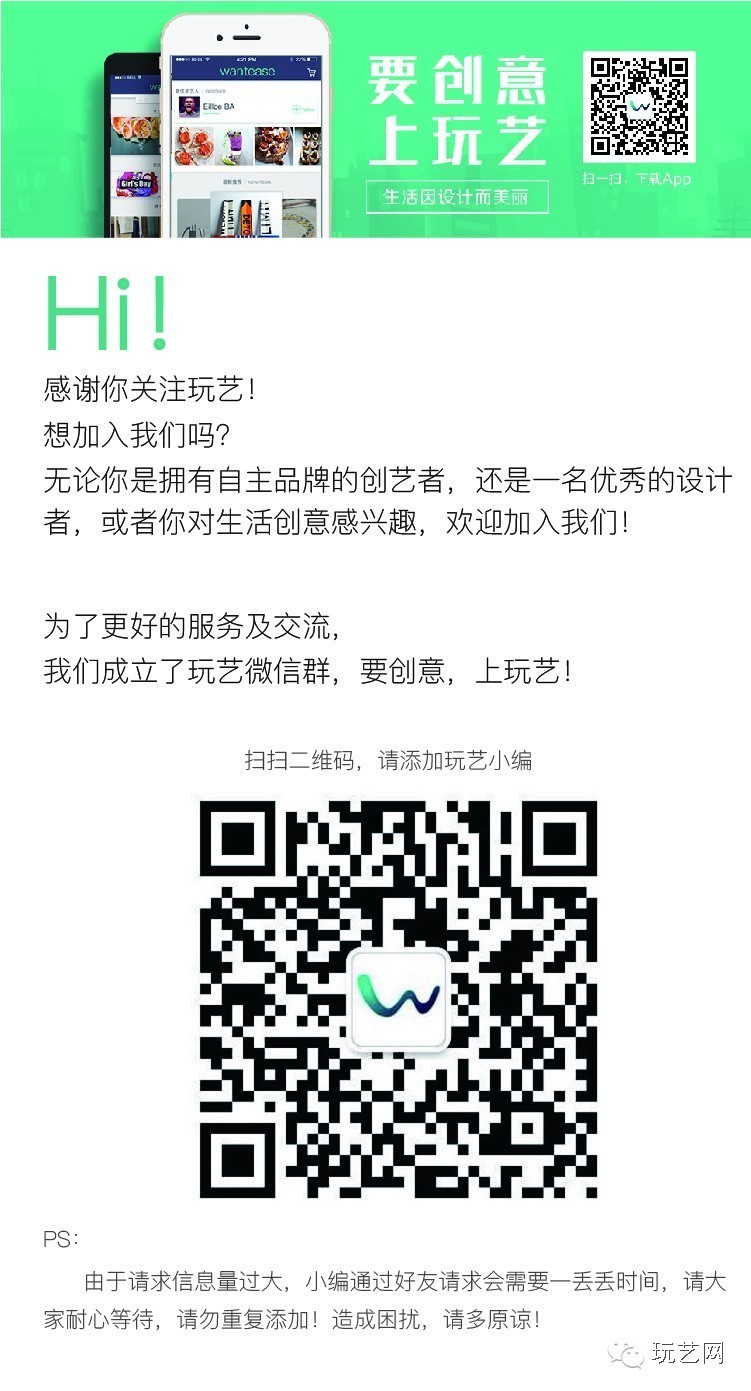 wantease
Eilice BA
Girl's Bay
要创意
上玩艺
生活因设计而美丽
扫一扫，下载App
Hi！
感谢你关注玩艺！
想加入我们吗？
无论你是拥有自主品牌的创艺者，还是一名优秀的设计
者，或者你对生活创意感兴趣，欢迎加入我们！
为了更好的服务及交流，
我们成立了玩艺微信群，要创意，上玩艺！
扫扫二维码，请添加玩艺小编
PS：
由于请求信息量过大，小编通过好友请求会需要一丢丢时间，请大
家耐心等待，请勿重复添加！造成困扰，请多原谅！
玩艺网